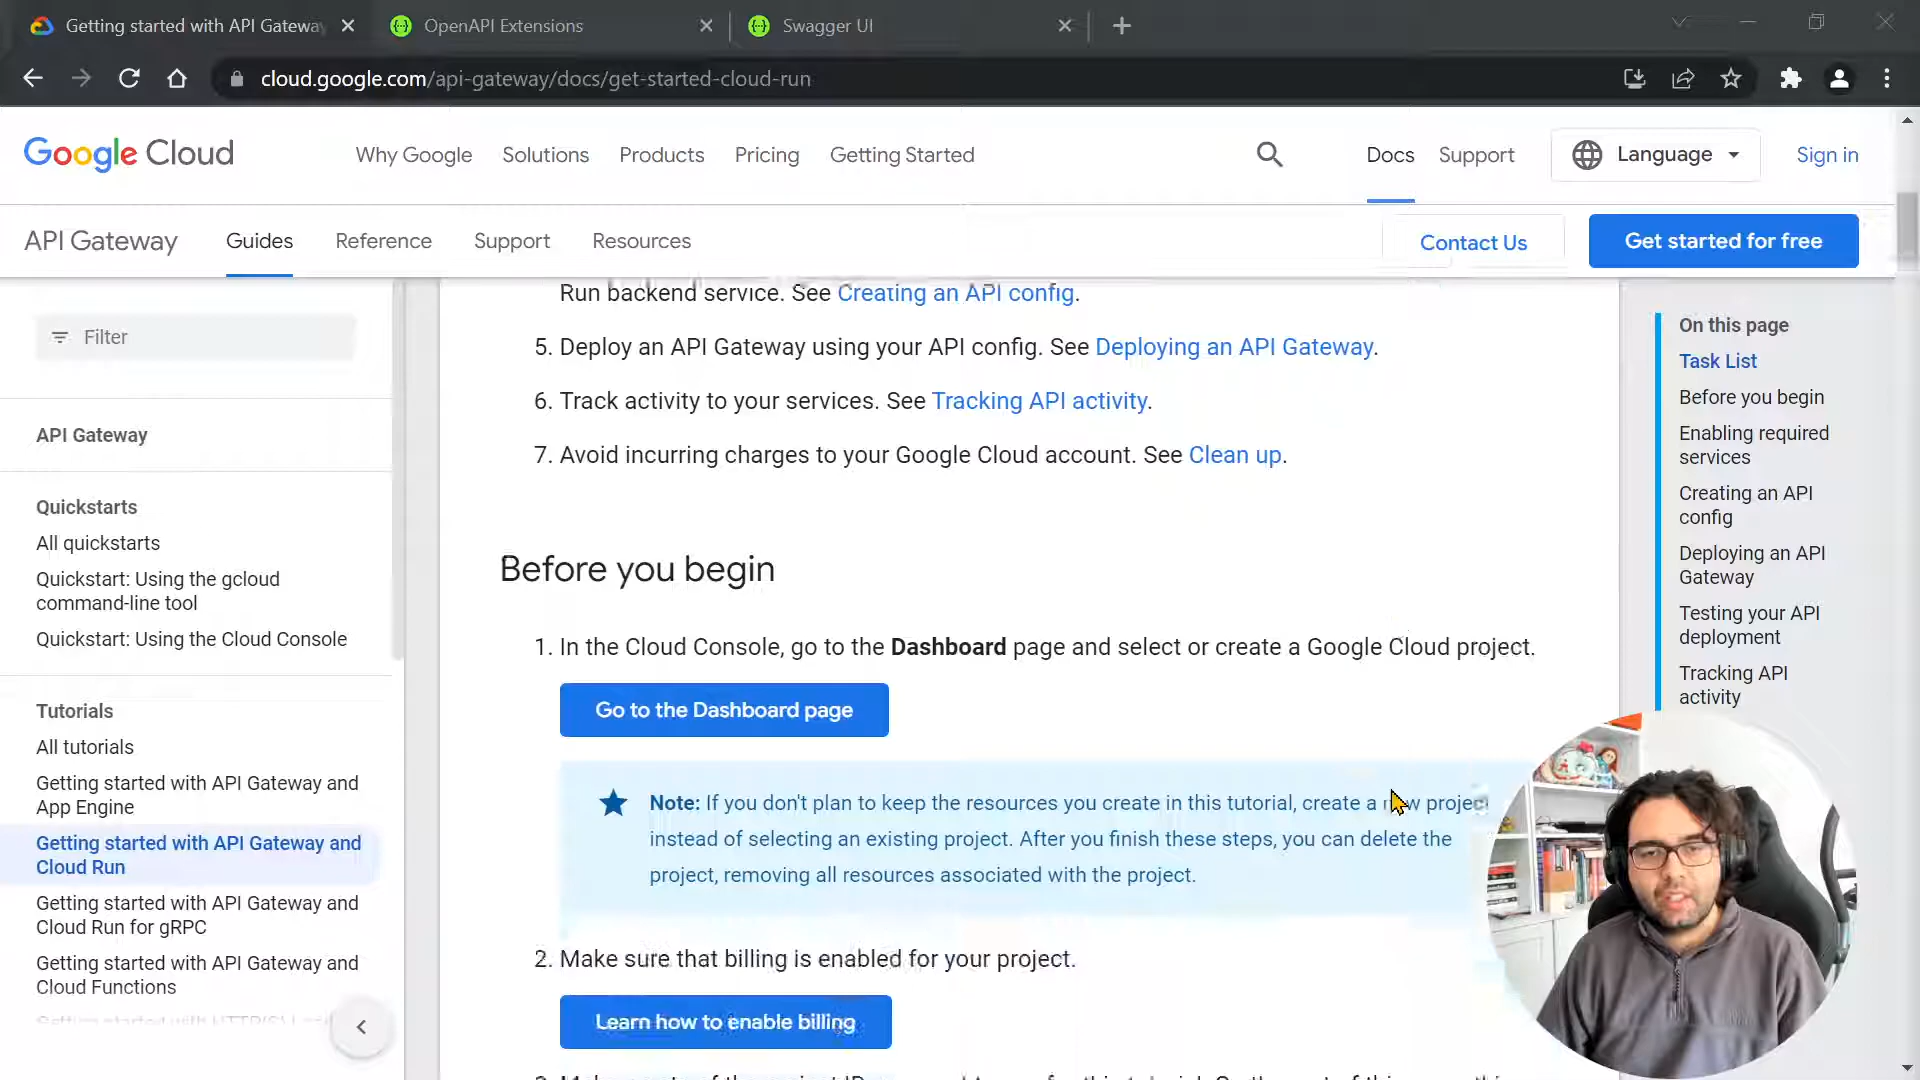 Getting started with API Gateway
OpenAPI Extensions
Swagger UI
cloud.google.com/api-gateway/docs/get-started-cloud-run
Google Cloud
Why Google
Solutions
Products
Pricing
Getting Started
Docs
Support
Language
Sign in
API Gateway
Guides
Reference
Support
Resources
Contact Us
Get started for free
Filter
API Gateway
Quickstarts
All quickstarts
Quickstart: Using the gcloud
command-line tool
Quickstart: Using the Cloud Console
Tutorials
All tutorials
Getting started with API Gateway and
App Engine
Getting started with API Gateway and
Cloud Run
Getting started with API Gateway and
Cloud Run for gRPC
Getting started with API Gateway and
Cloud Functions
Run backend service. See Creating an API config.
5. Deploy an API Gateway using your API config. See Deploying an API Gateway.
6. Track activity to your services. See Tracking API activity.
7. Avoid incurring charges to your Google Cloud account. See Clean up.
Before you begin
1. In the Cloud Console, go to the Dashboard page and select or create a Google Cloud project.
Go to the Dashboard page
Note: If you don't plan to keep the resources you create in this tutorial, create a new project
instead of selecting an existing project. After you finish these steps, you can delete the
project, removing all resources associated with the project.
2. Make sure that billing is enabled for your project.
Learn how to enable billing
On this page
Task List
Before you begin
Enabling required
services
Creating an API
config
Deploying an API
Gateway
Testing your API
deployment
Tracking API
activity